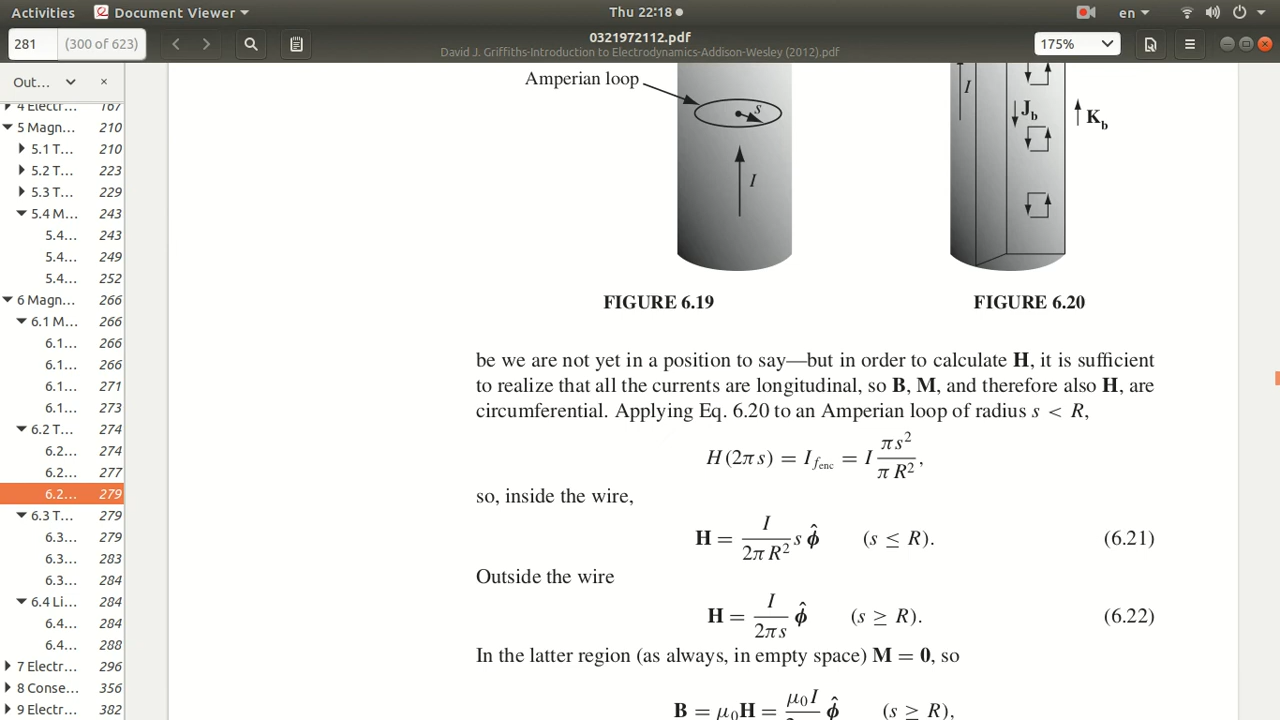 Activities
Document Viewer
Thu 22:18
en
281
(300 of 623)
0321972112.pdf
David J. Griffiths-Introduction to Electrodynamics-Addison-Wesley (2012).pdf
175%
Out...
4 Electr... 167
5 Magn... 210
5.1 T... 210
5.2 T... 223
5.3 T... 229
5.4 M... 243
5.4... 243
5.4... 249
5.4... 252
6 Magn... 266
6.1 M... 266
6.1... 266
6.1... 266
6.1... 271
6.1... 273
6.2 T... 274
6.2... 274
6.2... 277
6.2... 279
6.3 T... 279
6.3... 279
6.3... 283
6.3... 284
6.4 Li... 284
6.4... 284
6.4... 288
7 Electr... 296
8 Conse... 356
9 Electr... 382
Amperian loop
s
I
I
J_b
K_b
FIGURE 6.19
FIGURE 6.20
be we are not yet in a position to say—but in order to calculate H, it is sufficient
to realize that all the currents are longitudinal, so B, M, and therefore also H, are
circumferential. Applying Eq. 6.20 to an Amperian loop of radius s < R,
H(2πs) = I_{f_enc} = I πs²/πR²,
so, inside the wire,
H = I/2πR² s φ̂ (s ≤ R). (6.21)
Outside the wire
H = I/2πs φ̂ (s ≥ R). (6.22)
In the latter region (as always, in empty space) M = 0, so
B = μ₀H = μ₀I φ̂ (s ≥ R),